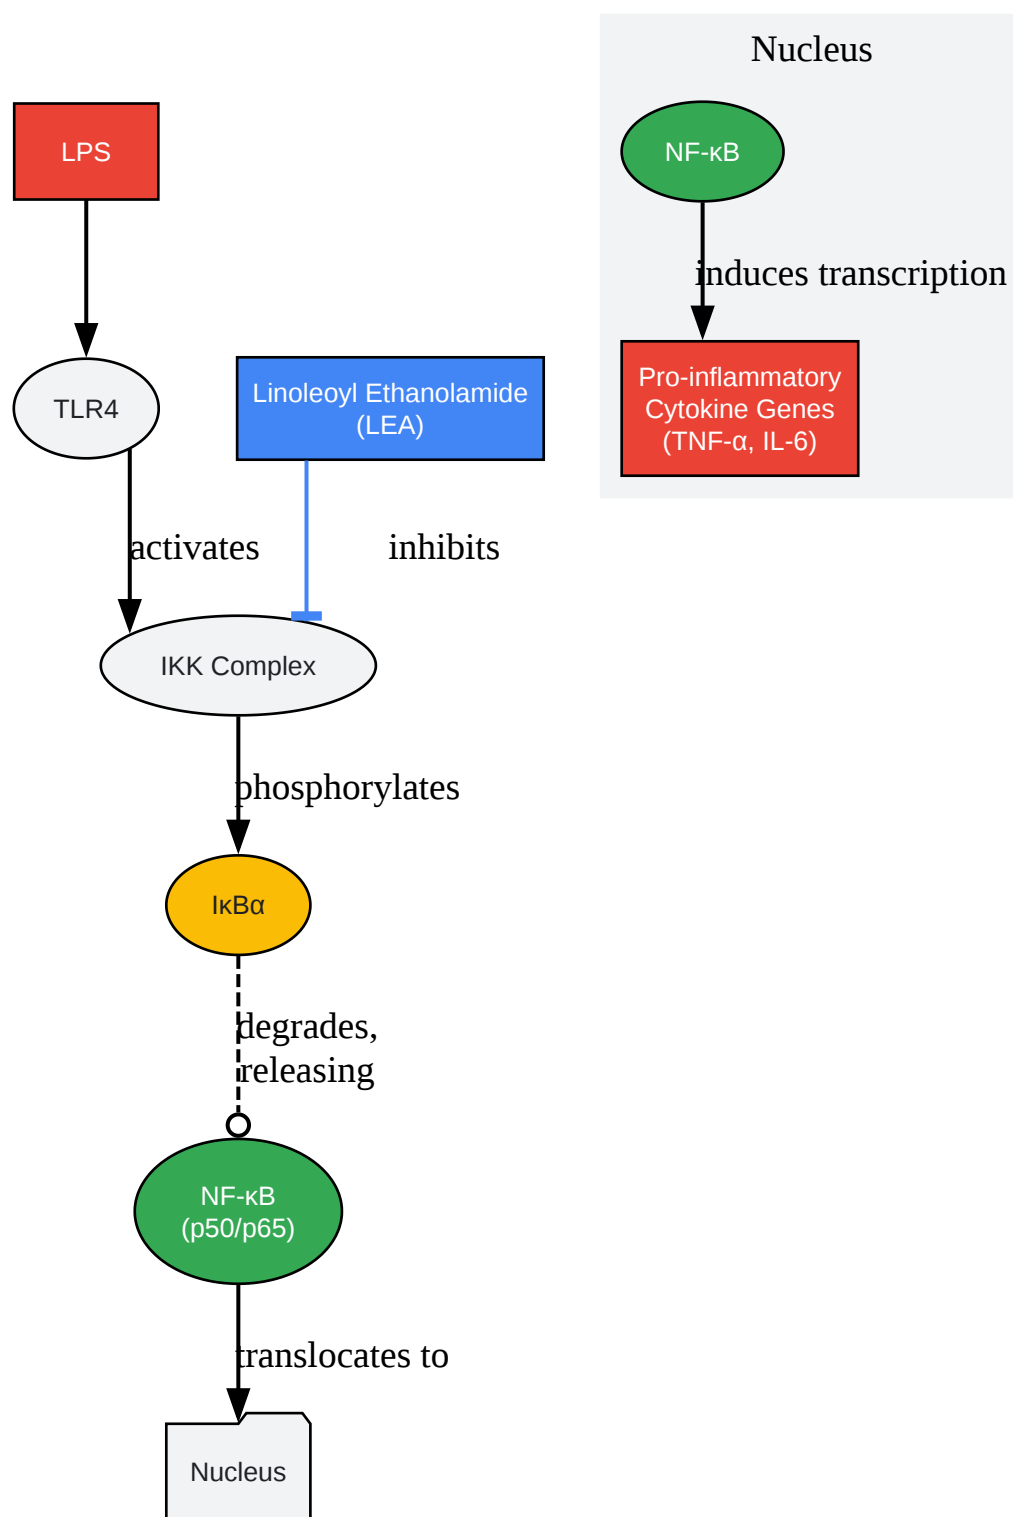 Nucleus
LPS
NF-κB
induces transcription
TLR4
Linoleoyl Ethanolamide
(LEA)
Pro-inflammatory
Cytokine Genes
(TNF-α, IL-6)
activates
inhibits
IKK Complex
phosphorylates
IκBα
degrades,
releasing
NF-κB
(p50/p65)
translocates to
Nucleus